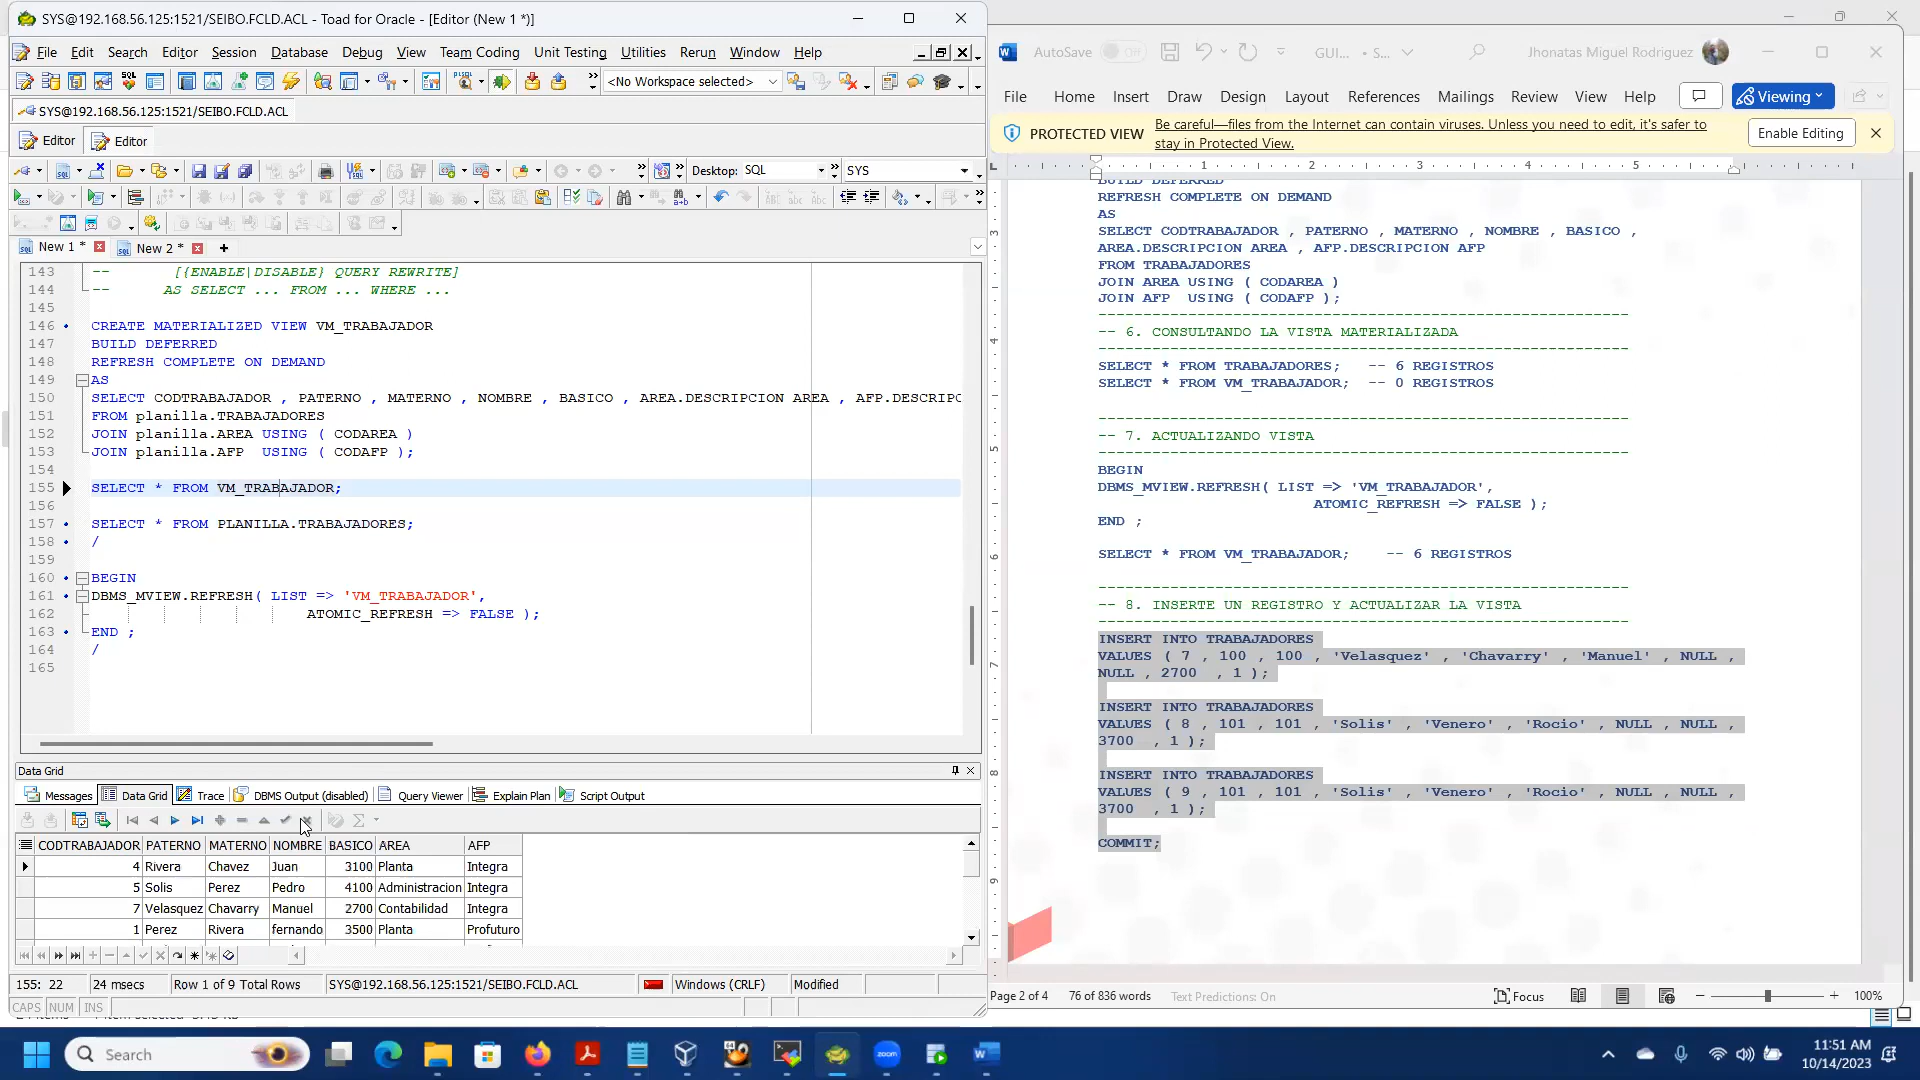 SYS@192.168.56.125:1521/SEIBO.FCLD.ACL - Toad for Oracle - [Editor (New 1 *)]
File Edit Search Editor Session Database Debug View Team Coding Unit Testing Utilities Rerun Window Help
<No Workspace selected>
SYS@192.168.56.125:1521/SEIBO.FCLD.ACL
Editor Editor
Desktop: SQL SYS
New 1 * New 2 *
143 -- [{ENABLE|DISABLE} QUERY REWRITE]
144 -- AS SELECT ... FROM ... WHERE ...
145
146 CREATE MATERIALIZED VIEW VM_TRABAJADOR
147 BUILD DEFERRED
148 REFRESH COMPLETE ON DEMAND
149 AS
150 SELECT CODTRABAJADOR , PATERNO , MATERNO , NOMBRE , BASICO , AREA.DESCRIPCION AREA , AFP.DESCRIPC
151 FROM planilla.TRABAJADORES
152 JOIN planilla.AREA USING ( CODAREA )
153 JOIN planilla.AFP USING ( CODAFP );
154
155 SELECT * FROM VM_TRABAJADOR;
156
157 SELECT * FROM PLANILLA.TRABAJADORES;
158 /
159
160 BEGIN
161 DBMS_MVIEW.REFRESH( LIST => 'VM_TRABAJADOR',
162 ATOMIC_REFRESH => FALSE );
163 END ;
164 /
165
Data Grid
Messages Data Grid Trace DBMS Output (disabled) Query Viewer Explain Plan Script Output
CODTRABAJADOR PATERNO MATERNO NOMBRE BASICO AREA AFP
4 Rivera Chavez Juan 3100 Planta Integra
5 Solis Perez Pedro 4100 Administracion Integra
7 Velasquez Chavarry Manuel 2700 Contabilidad Integra
1 Perez Rivera fernando 3500 Planta Profuturo
155: 22 24 msecs Row 1 of 9 Total Rows SYS@192.168.56.125:1521/SEIBO.FCLD.ACL Windows (CRLF) Modified
CAPS NUM INS
AutoSave Off GUI... • S... Jhonatas Miguel Rodriguez
File Home Insert Draw Design Layout References Mailings Review View Help Viewing
PROTECTED VIEW Be careful—files from the Internet can contain viruses. Unless you need to edit, it's safer to
stay in Protected View. Enable Editing
1 2 3 4 5
BUILD DEFERRED
REFRESH COMPLETE ON DEMAND
AS
SELECT CODTRABAJADOR , PATERNO , MATERNO , NOMBRE , BASICO ,
AREA.DESCRIPCION AREA , AFP.DESCRIPCION AFP
FROM TRABAJADORES
JOIN AREA USING ( CODAREA )
JOIN AFP USING ( CODAFP );
-----------------------------------------------------------
-- 6. CONSULTANDO LA VISTA MATERIALIZADA
-----------------------------------------------------------
SELECT * FROM TRABAJADORES; -- 6 REGISTROS
SELECT * FROM VM_TRABAJADOR; -- 0 REGISTROS
-----------------------------------------------------------
-- 7. ACTUALIZANDO VISTA
-----------------------------------------------------------
BEGIN
DBMS_MVIEW.REFRESH( LIST => 'VM_TRABAJADOR',
ATOMIC_REFRESH => FALSE );
END ;
SELECT * FROM VM_TRABAJADOR; -- 6 REGISTROS
-----------------------------------------------------------
-- 8. INSERTE UN REGISTRO Y ACTUALIZAR LA VISTA
-----------------------------------------------------------
INSERT INTO TRABAJADORES
VALUES ( 7 , 100 , 100 , 'Velasquez' , 'Chavarry' , 'Manuel' , NULL ,
NULL , 2700 , 1 );
INSERT INTO TRABAJADORES
VALUES ( 8 , 101 , 101 , 'Solis' , 'Venero' , 'Rocio' , NULL , NULL ,
3700 , 1 );
INSERT INTO TRABAJADORES
VALUES ( 9 , 101 , 101 , 'Solis' , 'Venero' , 'Rocio' , NULL , NULL ,
3700 , 1 );
COMMIT;
Page 2 of 4 76 of 836 words Text Predictions: On Focus 100%
Search zoom 11:51 AM
10/14/2023